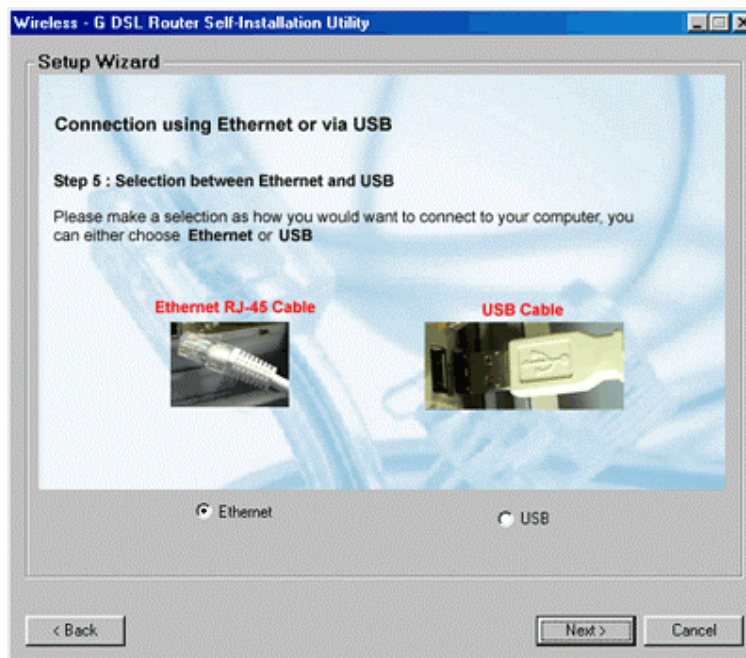 Wireless - G DSL Router Self-Installation Utility
Setup Wizard
Connection using Ethernet or via USB
Step 5 : Selection between Ethernet and USB
Please make a selection as how you would want to connect to your computer, you
can either choose Ethernet or USB
Ethernet RJ-45 Cable
USB Cable
Ethernet
USB
< Back
Next >
Cancel